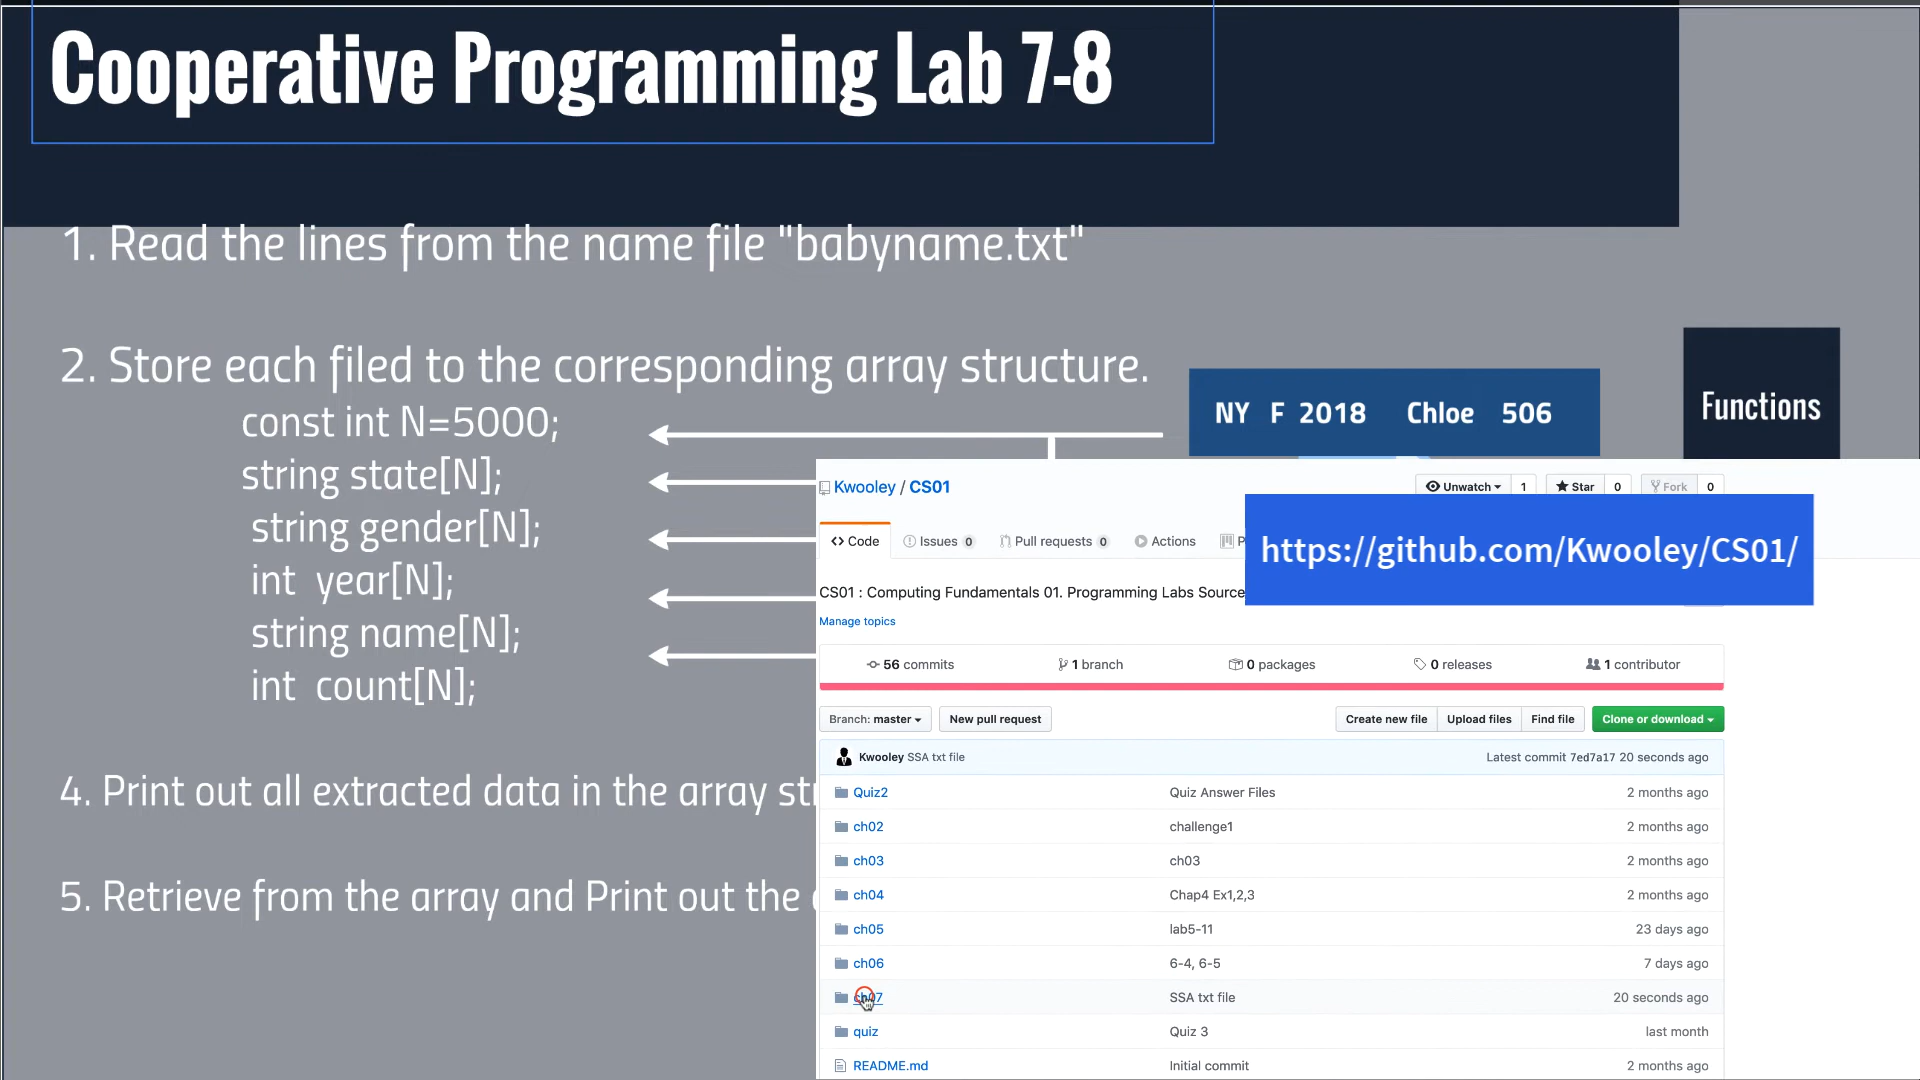 Cooperative Programming Lab 7-8
1. Read the lines from the name file "babyname.txt"
2. Store each filed to the corresponding array structure.
const int N=5000;
string state[N];
string gender[N];
int year[N];
string name[N];
int count[N];
4. Print out all extracted data in the array
5. Retrieve from the array and Print out the
NY F 2018 Chloe 506
Functions
Kwooley / CS01
Unwatch 1 Star 0 Fork 0
Code Issues 0 Pull requests 0 Actions
https://github.com/Kwooley/CS01/
CS01 : Computing Fundamentals 01. Programming Labs Source
Manage topics
56 commits 1 branch 0 packages 0 releases 1 contributor
Branch: master New pull request Create new file Upload files Find file Clone or download
Kwooley SSA txt file Latest commit 7ed7a17 20 seconds ago
Quiz2 Quiz Answer Files 2 months ago
ch02 challenge1 2 months ago
ch03 ch03 2 months ago
ch04 Chap4 Ex1,2,3 2 months ago
ch05 lab5-11 23 days ago
ch06 6-4, 6-5 7 days ago
ch07 SSA txt file 20 seconds ago
quiz Quiz 3 last month
README.md Initial commit 2 months ago